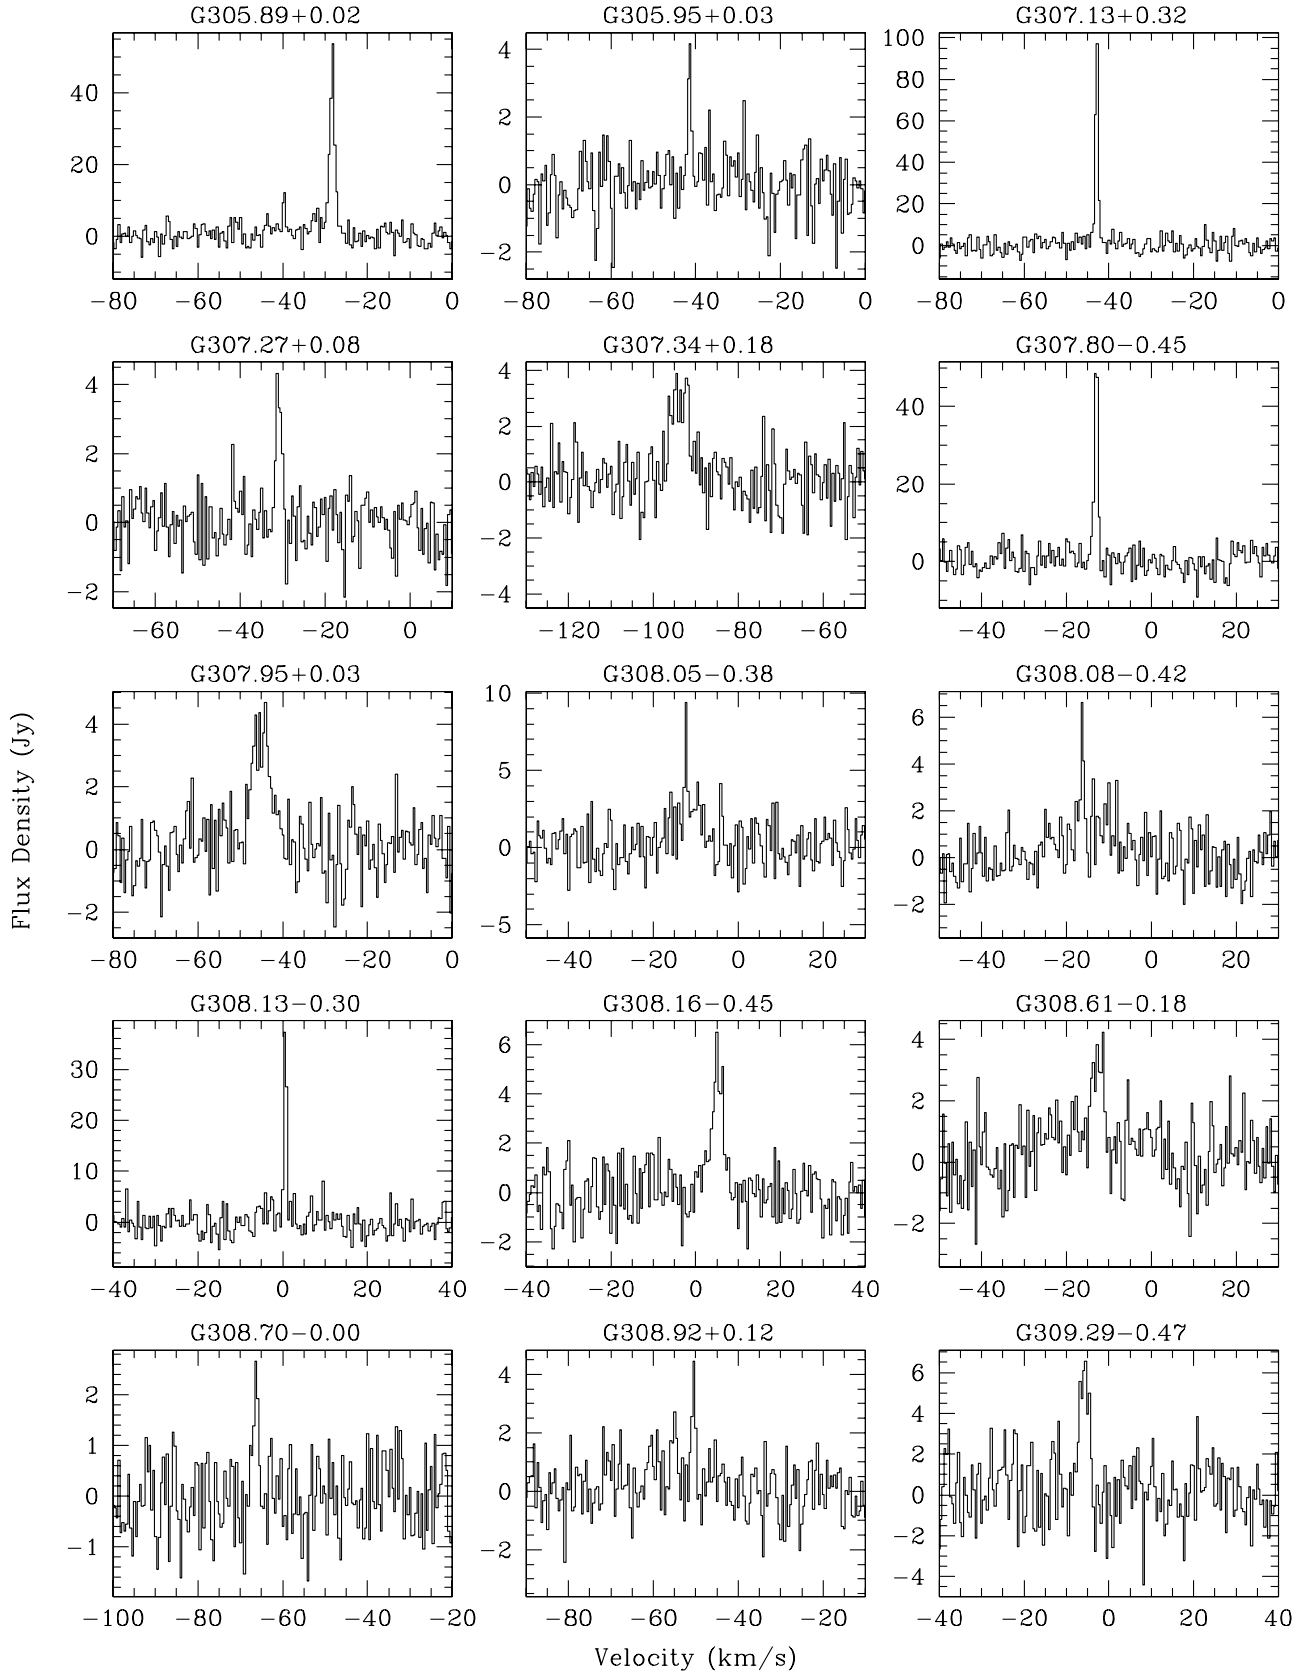 G305.89+0.02 G305.95+0.03 G307.13+0.32
40 20 0 4 2 0 −2 100 80 60 40 20 0
−80 −60 −40 −20 0 −80 −60 −40 −20 0 −80 −60 −40 −20 0
G307.27+0.08 G307.34+0.18 G307.80−0.45
4 2 0 −2 4 2 0 −2 −4 40 20 0
−60 −40 −20 0 −120 −100 −80 −60 −40 −20 0 20
G307.95+0.03 G308.05−0.38 G308.08−0.42
4 2 0 −2 10 5 0 −5 6 4 2 0 −2
−80 −60 −40 −20 0 −40 −20 0 20 −40 −20 0 20
Flux Density (Jy)
G308.13−0.30 G308.16−0.45 G308.61−0.18
30 20 10 0 6 4 2 0 −2 4 2 0 −2
−40 −20 0 20 40 −40 −20 0 20 40 −40 −20 0 20
G308.70−0.00 G308.92+0.12 G309.29−0.47
2 1 0 −1 4 2 0 −2 6 4 2 0 −2 −4
−100 −80 −60 −40 −20 −80 −60 −40 −20 −40 −20 0 20 40
Velocity (km/s)